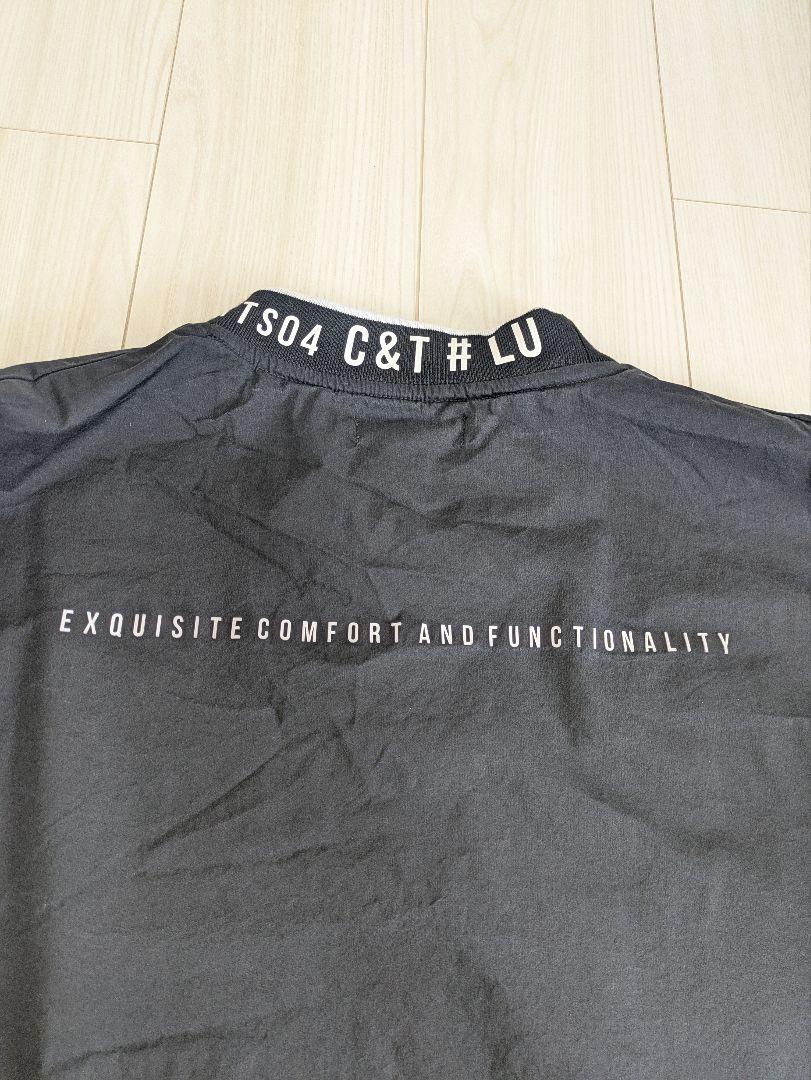 TS04 C&T # LU
EXQUISITE COMFORT AND FUNCTIONALITY